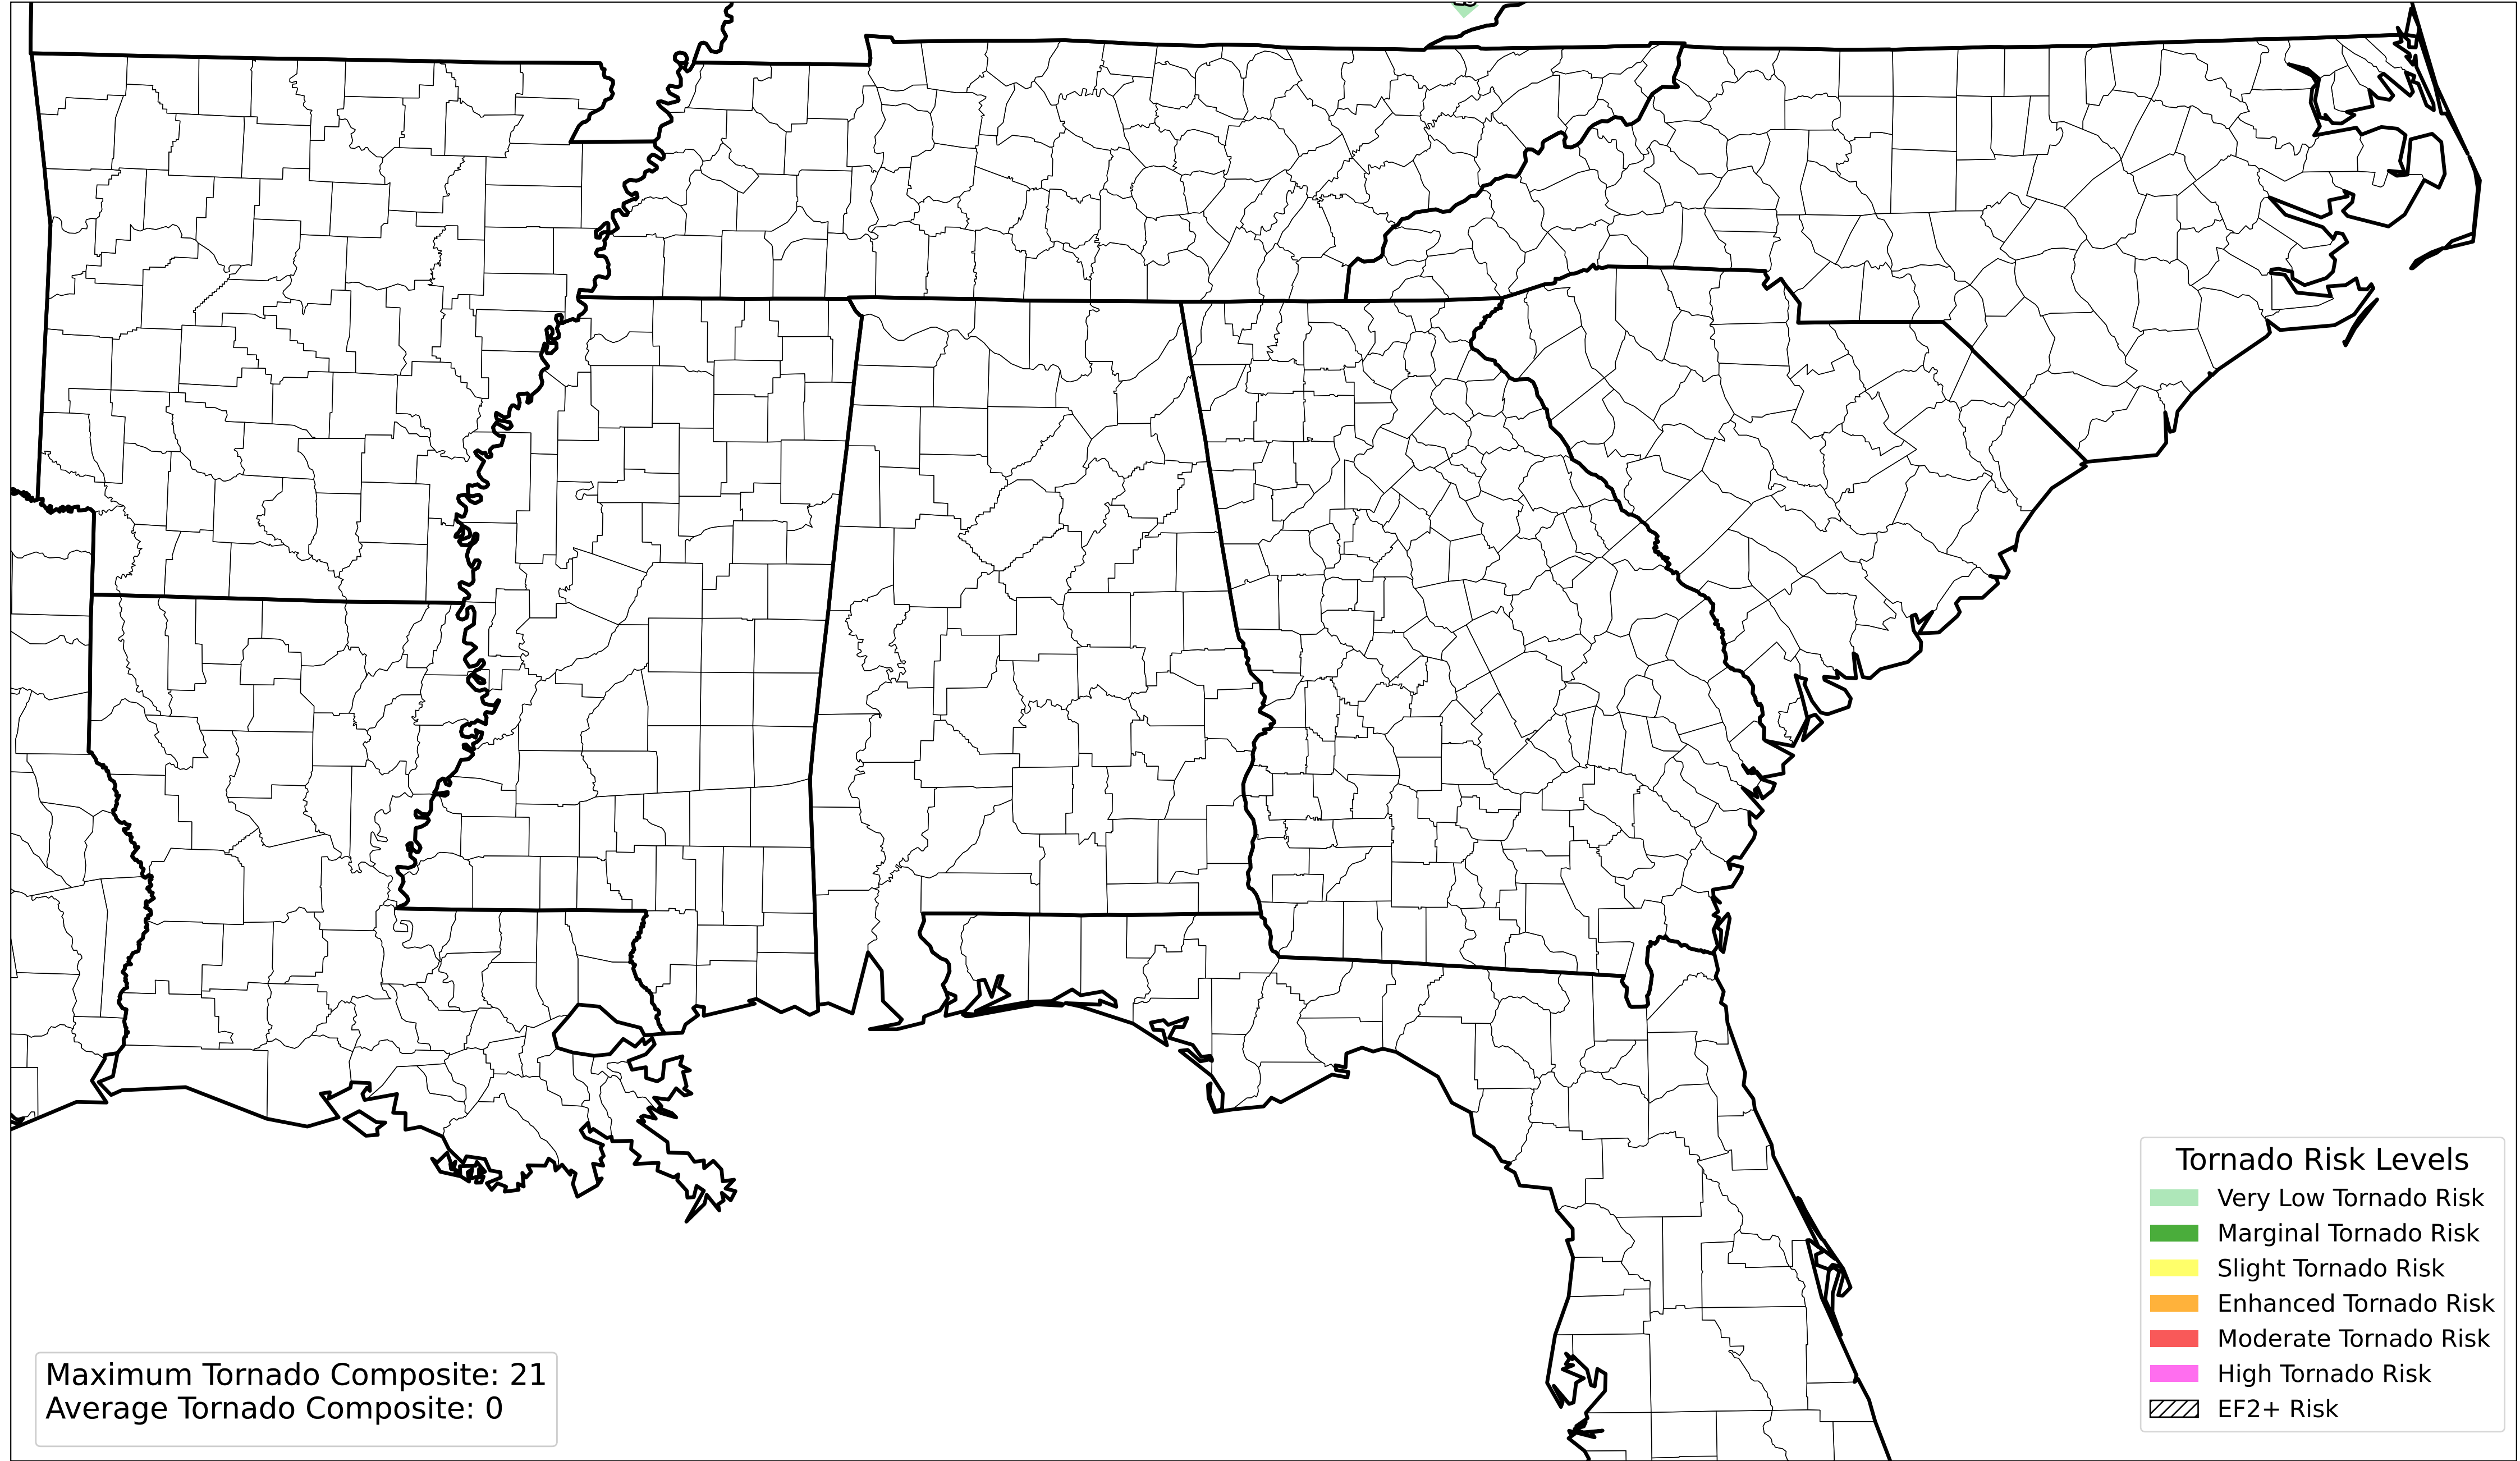 Tornado Risk Levels
Very Low Tornado Risk
Marginal Tornado Risk
Slight Tornado Risk
Enhanced Tornado Risk
Moderate Tornado Risk
High Tornado Risk
EF2+ Risk
Maximum Tornado Composite: 21
Average Tornado Composite: 0